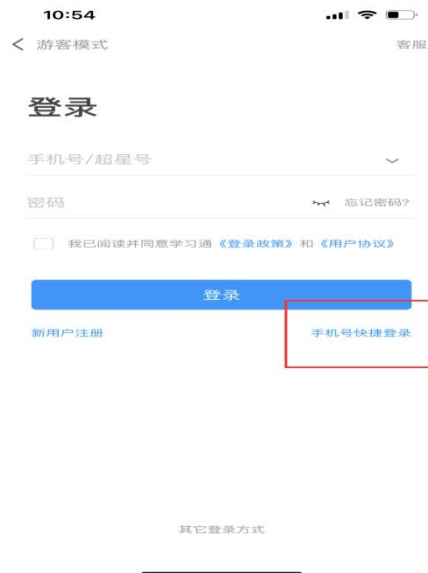 10:54
游客模式 客服
登录
手机号/超星号
密码 忘记密码?
我已阅读并同意学习通《登录政策》和《用户协议》
登录
新用户注册 手机号快捷登录
其它登录方式